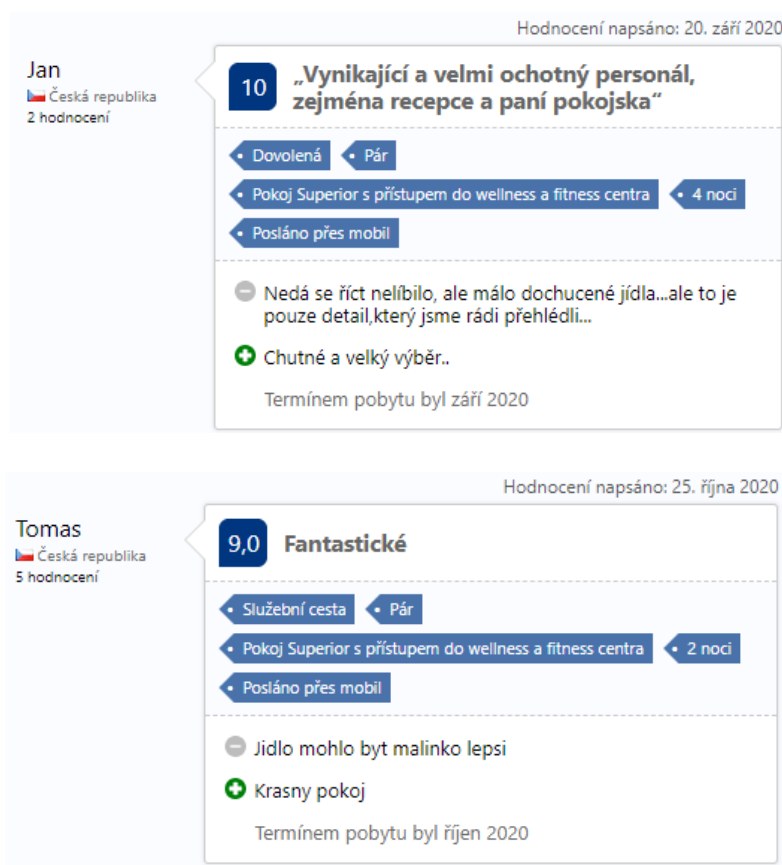 Hodnocení napsáno: 20. září 2020
Jan
Česká republika
2 hodnocení
10
„Vynikající a velmi ochotný personál,
zejména recepce a paní pokojska“
Dovolená Pár
Pokoj Superior s přístupem do wellness a fitness centra 4 noci
Posláno přes mobil
Nedá se říct nelíbilo, ale málo dochucené jídla...ale to je
pouze detail,který jsme rádi přehlédli...
Chutné a velký výběr..
Termínem pobytu byl září 2020
Hodnocení napsáno: 25. října 2020
Tomas
Česká republika
5 hodnocení
9,0 Fantastické
Služební cesta Pár
Pokoj Superior s přístupem do wellness a fitness centra 2 noci
Posláno přes mobil
Jidlo mohlo byt malinko lepsi
Krasny pokoj
Termínem pobytu byl říjen 2020